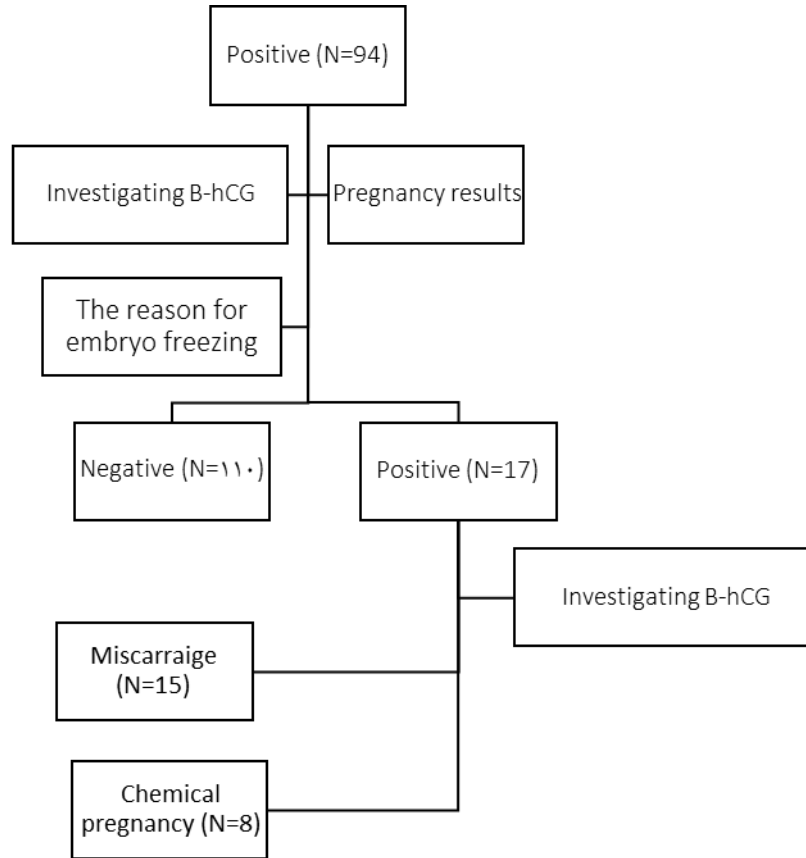 Positive (N=94)
Investigating B-hCG
Pregnancy results
The reason for
embryo freezing
Negative (N=١١٠)
Positive (N=17)
Investigating B-hCG
Miscarraige
(N=15)
Chemical
pregnancy (N=8)